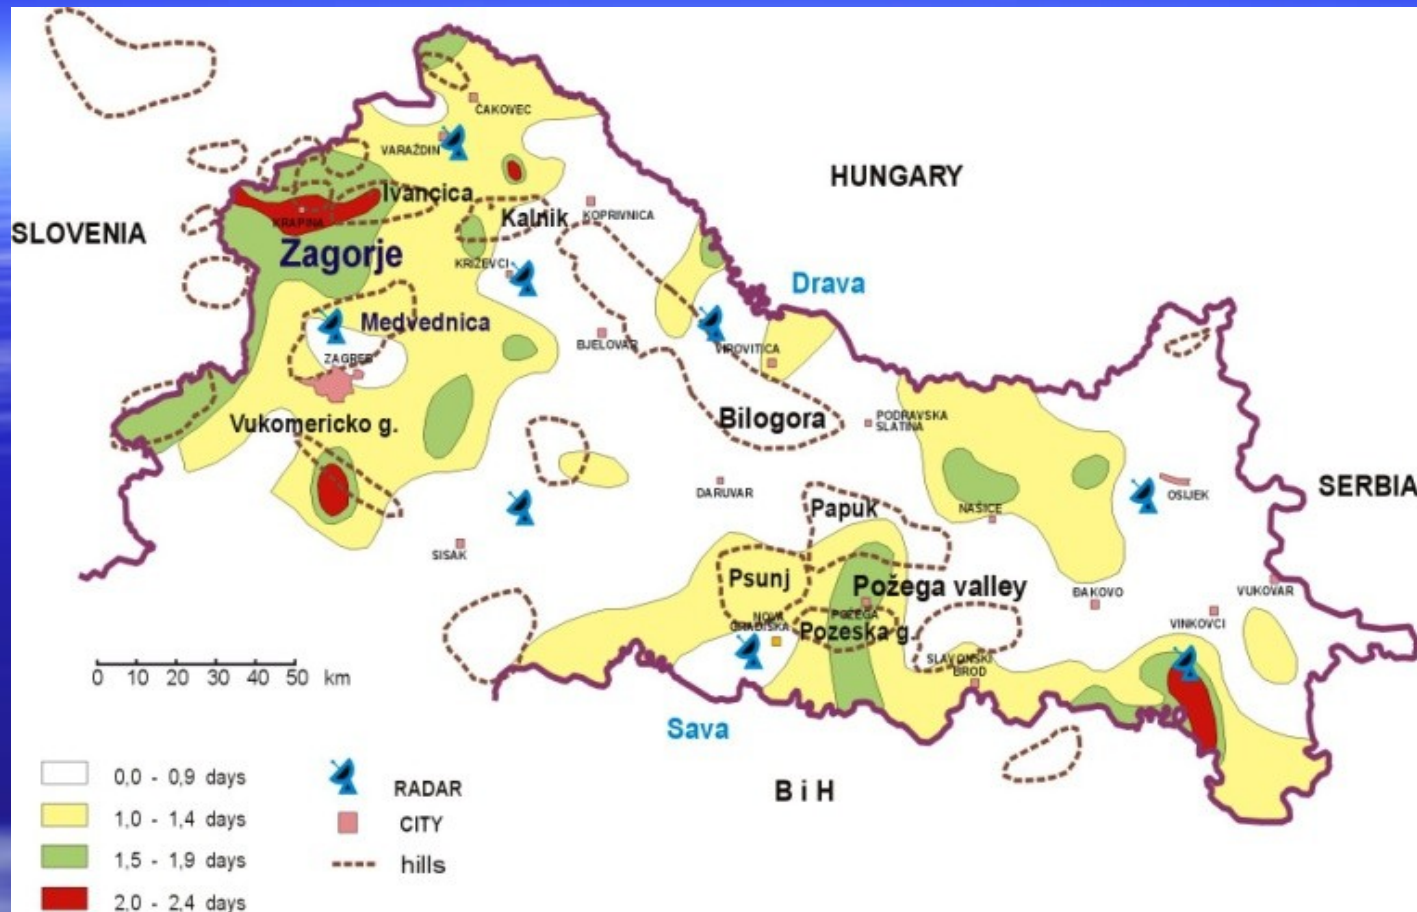 ČAKOVEC
VARAŽDIN
HUNGARY
Ivancica
SLOVENIA
KRAPINA
Kalnik
KOPRIVNICA
Zagorje
KRIŽEVCI
Drava
Medvednica
ZAGREB
BJELOVAR
VIROVITICA
Vukomericko g.
Bilogora
PODRAVSKA
SLATINA
SERBIA
DARUVAR
OSIJEK
Papuk
NAŠICE
SISAK
Psunj
Požega valley
ĐAKOVO
VUKOVAR
NOVA
GRADIŠKA
POŽEGA
Pozeska g.
VINKOVCI
SLAVONSKI
BROD
0 10 20 30 40 50 km
Sava
B i H
0,0 - 0,9 days
1,0 - 1,4 days
1,5 - 1,9 days
2,0 - 2,4 days
RADAR
CITY
hills